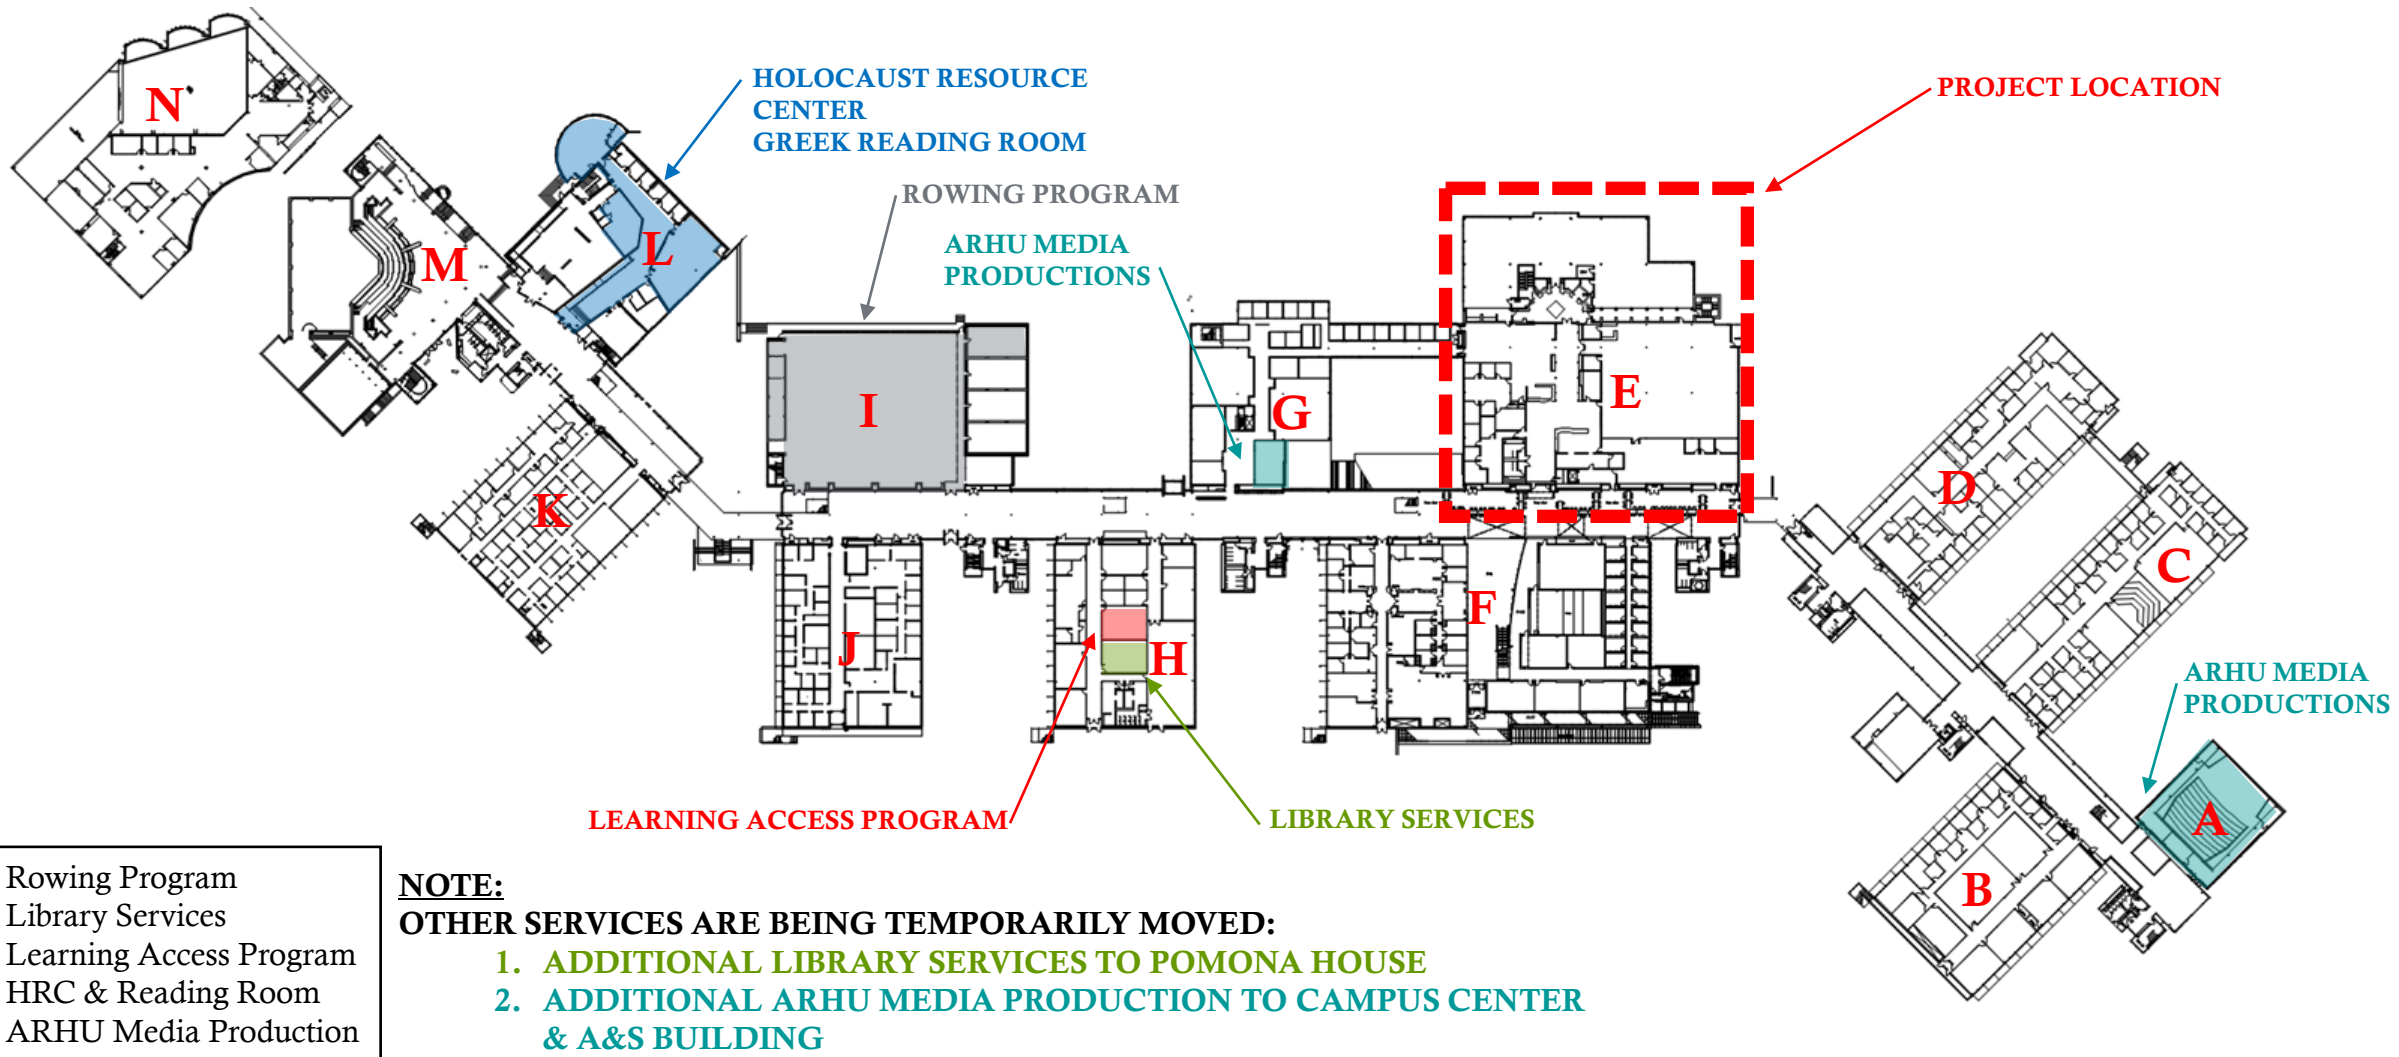 HOLOCAUST RESOURCE
CENTER
GREEK READING ROOM
PROJECT LOCATION
ROWING PROGRAM
ARHU MEDIA
PRODUCTIONS
N
M
L
I
G
E
K
J
H
F
D
C
B
A
ARHU MEDIA
PRODUCTIONS
LEARNING ACCESS PROGRAM
LIBRARY SERVICES
Rowing Program
Library Services
Learning Access Program
HRC & Reading Room
ARHU Media Production
NOTE:
OTHER SERVICES ARE BEING TEMPORARILY MOVED:
1. ADDITIONAL LIBRARY SERVICES TO POMONA HOUSE
2. ADDITIONAL ARHU MEDIA PRODUCTION TO CAMPUS CENTER
& A&S BUILDING